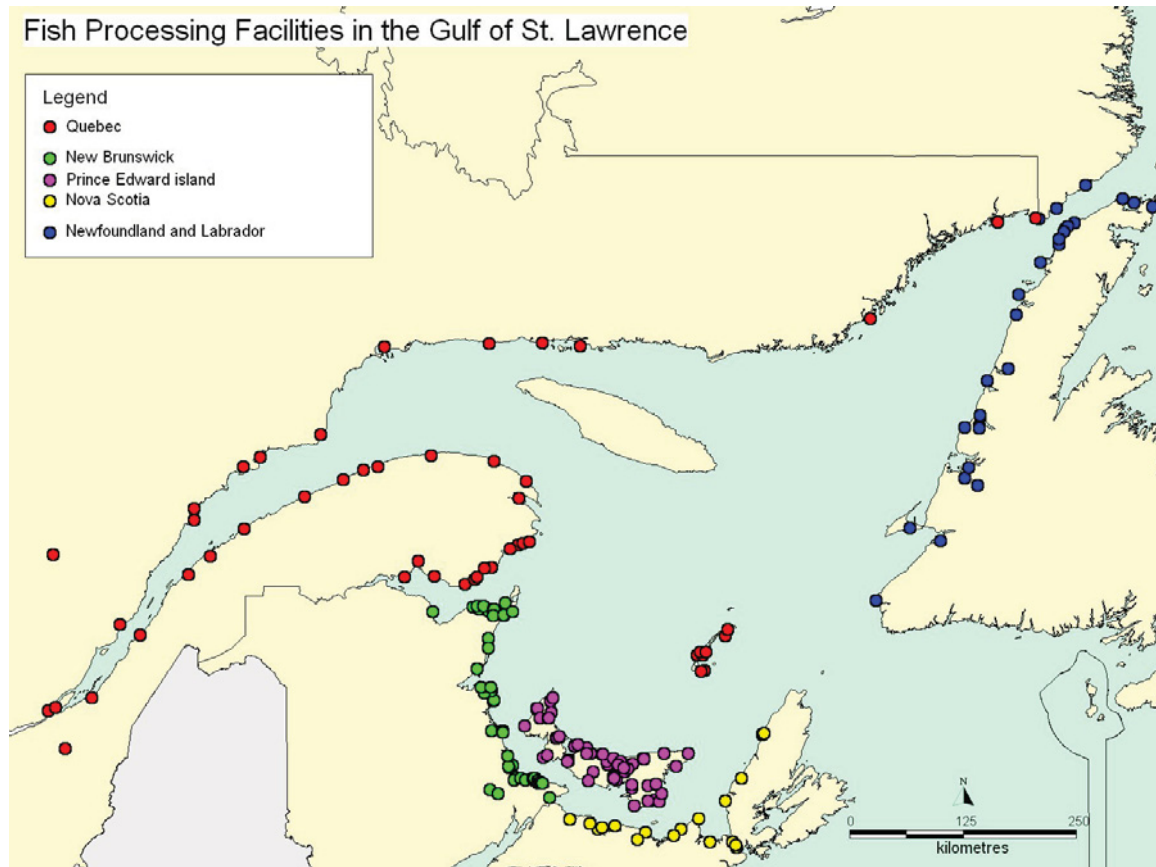 Fish Processing Facilities in the Gulf of St. Lawrence
Legend
Quebec
New Brunswick
Prince Edward island
Nova Scotia
Newfoundland and Labrador
N
0 125 250
kilometres